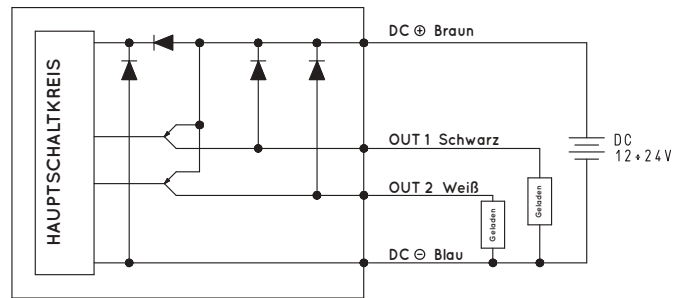 HAUPTSCHALTKREIS
DC ⊕ Braun
OUT 1 Schwarz
OUT 2 Weiß
DC ⊖ Blau
Geladen
Geladen
DC
12÷24V